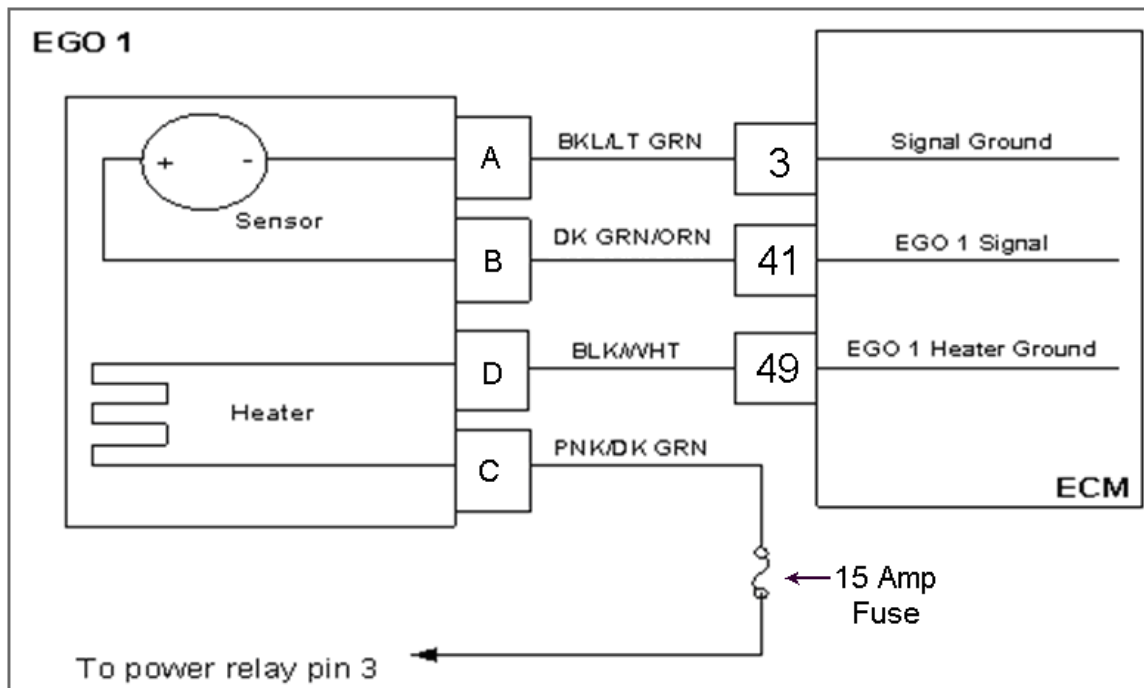 EGO 1
+ -
Sensor
A
BKL/LT GRN
3
Signal Ground
B
DK GRN/ORN
41
EGO 1 Signal
D
BLK/WHT
49
EGO 1 Heater Ground
Heater
C
PNK/DK GRN
ECM
15 Amp
Fuse
To power relay pin 3